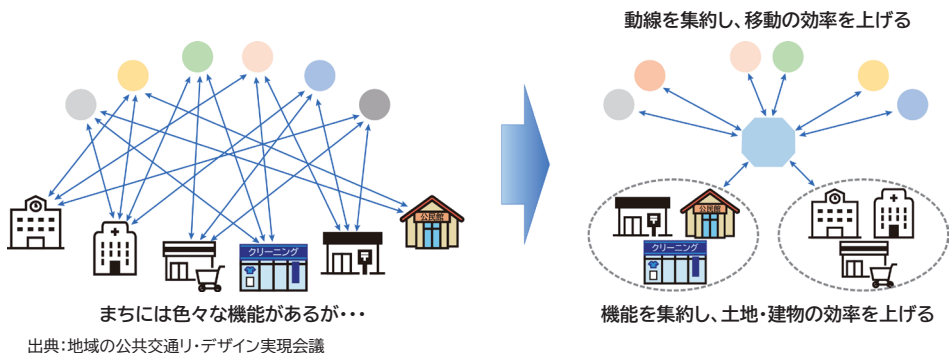 動線を集約し、移動の効率を上げる
公民館
クリーニング
公民館
クリーニング
まちには色々な機能があるが・・・
機能を集約し、土地・建物の効率を上げる
出典：地域の公共交通リ・デザイン実現会議